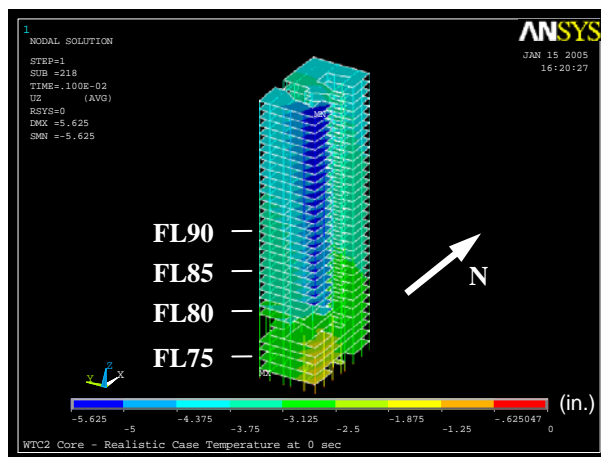 1
NODAL SOLUTION
STEP=1
SUB =218
TIME=.100E-02
UZ (AVG)
RSYS=0
DMX =5.625
SMN =-5.625
ANSYS
JAN 15 2005
16:20:27
MN
FL90
FL85
FL80
FL75
N
MX
Z
Y
X
-5.625 -4.375 -3.125 -1.875 -.625047 (in.)
-5 -3.75 -2.5 -1.25 0
WTC2 Core - Realistic Case Temperature at 0 sec